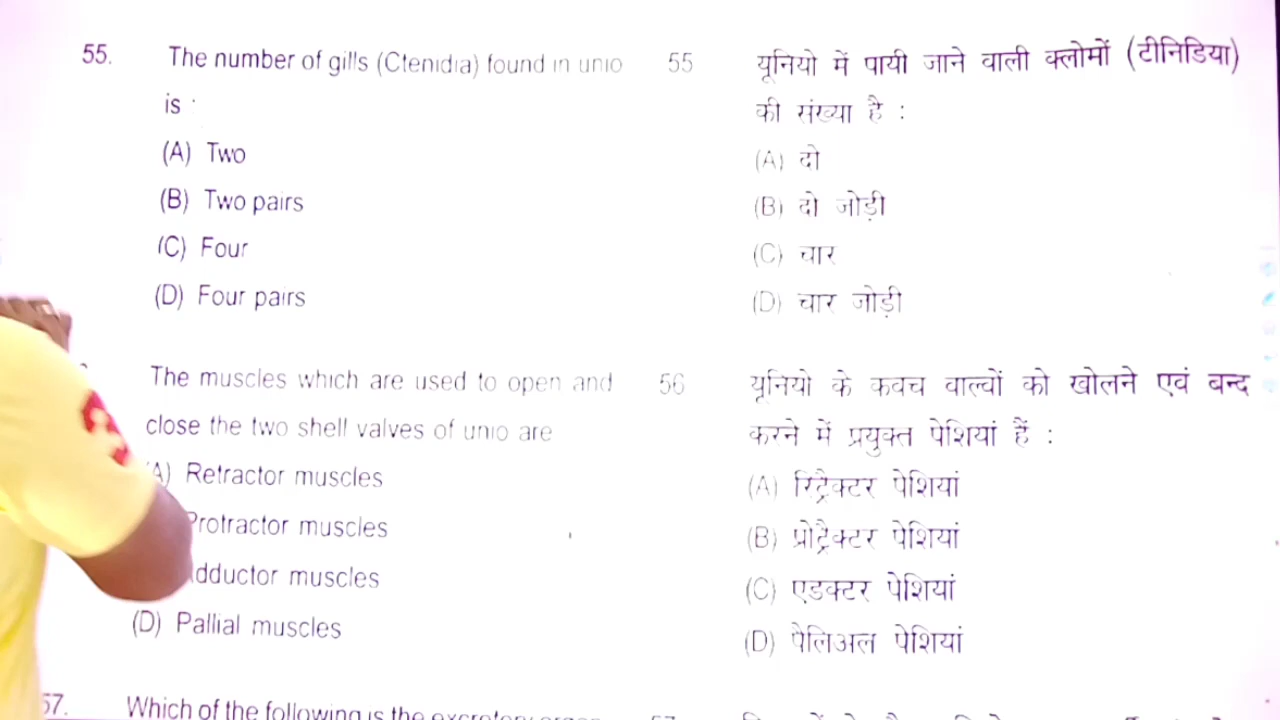 55. The number of gills (Ctenidia) found in unio
is :
(A) Two
(B) Two pairs
(C) Four
(D) Four pairs
The muscles which are used to open and
close the two shell valves of unio are
(A) Retractor muscles
Protractor muscles
dductor muscles
(D) Pallial muscles
57. Which of the following is the excretory organ
55 यूनियो में पायी जाने वाली क्लोमों (टीनिडिया)
की संख्या है :
(A) दो
(B) दो जोड़ी
(C) चार
(D) चार जोड़ी
56 यूनियो के कवच वाल्वों को खोलने एवं बन्द
करने में प्रयुक्त पेशियां हैं :
(A) रिट्रैक्टर पेशियां
(B) प्रोट्रैक्टर पेशियां
(C) एडक्टर पेशियां
(D) पैलिअल पेशियां
57